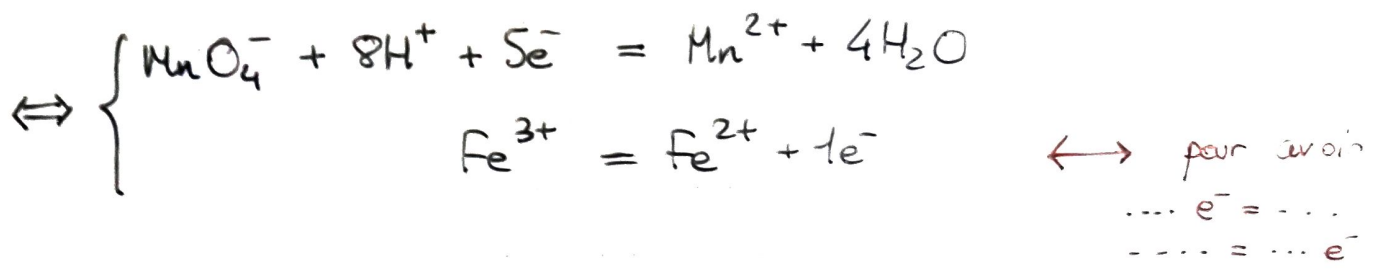 ⇔ { MnO₄⁻ + 8H⁺ + 5e⁻ = Mn²⁺ + 4H₂O
Fe³⁺ = Fe²⁺ + 1e⁻ ↔ pour avoir
.... e⁻ = ...
.... = ... e⁻